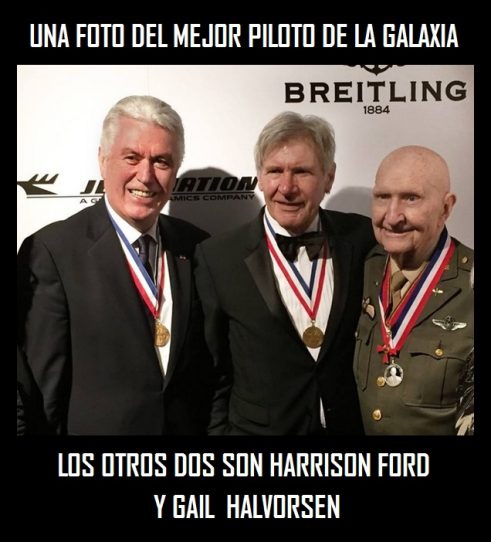 UNA FOTO DEL MEJOR PILOTO DE LA GALAXIA
BREITLING
1884
LOS OTROS DOS SON HARRISON FORD
Y GAIL HALVORSEN